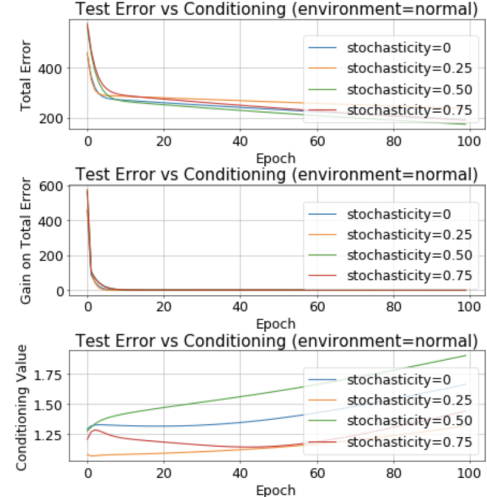 Test Error vs Conditioning (environment=normal)
Total Error
400
200
stochasticity=0
stochasticity=0.25
stochasticity=0.50
stochasticity=0.75
0 20 40 60 80 100
Epoch
Test Error vs Conditioning (environment=normal)
Gain on Total Error
600
400
200
0
stochasticity=0
stochasticity=0.25
stochasticity=0.50
stochasticity=0.75
0 20 40 60 80 100
Epoch
Test Error vs Conditioning (environment=normal)
Conditioning Value
1.75
1.50
1.25
stochasticity=0
stochasticity=0.25
stochasticity=0.50
stochasticity=0.75
0 20 40 60 80 100
Epoch